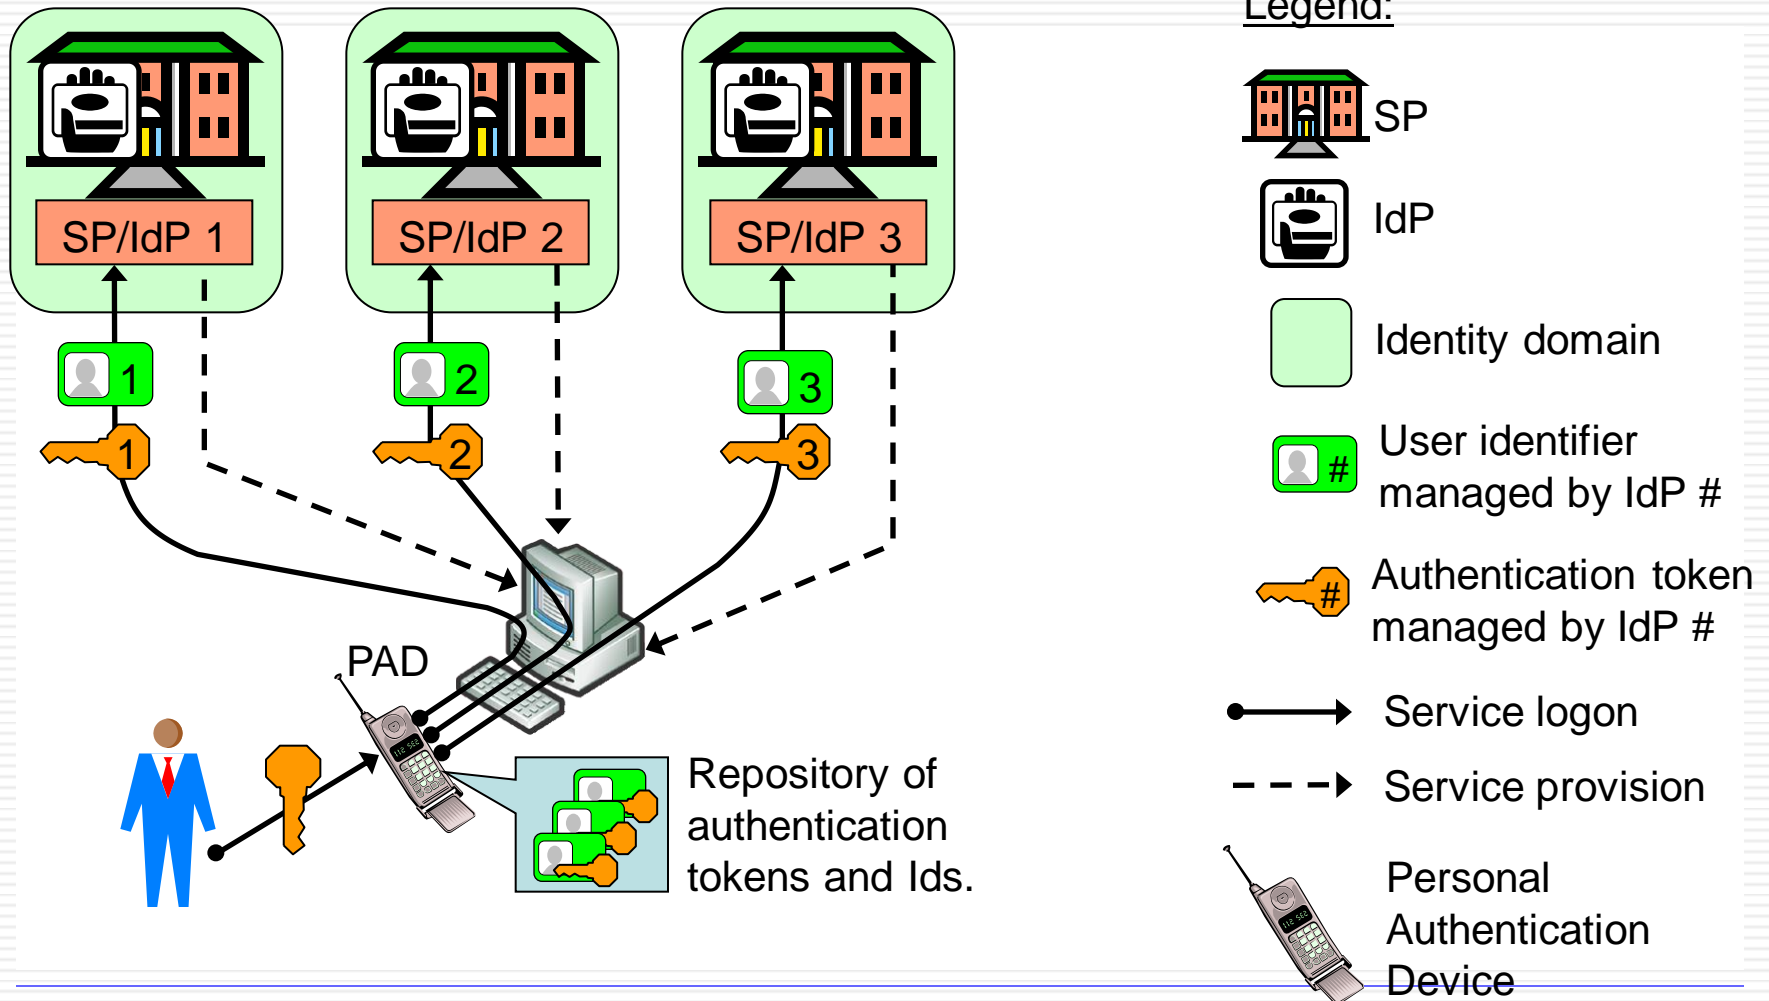 SP/IdP 1
SP/IdP 2
SP/IdP 3
1
2
3
1
2
3
PAD
Repository of
authentication
tokens and Ids.
Legend:
SP
IdP
Identity domain
#
User identifier
managed by IdP #
#
Authentication token
managed by IdP #
Service logon
Service provision
Personal
Authentication
Device